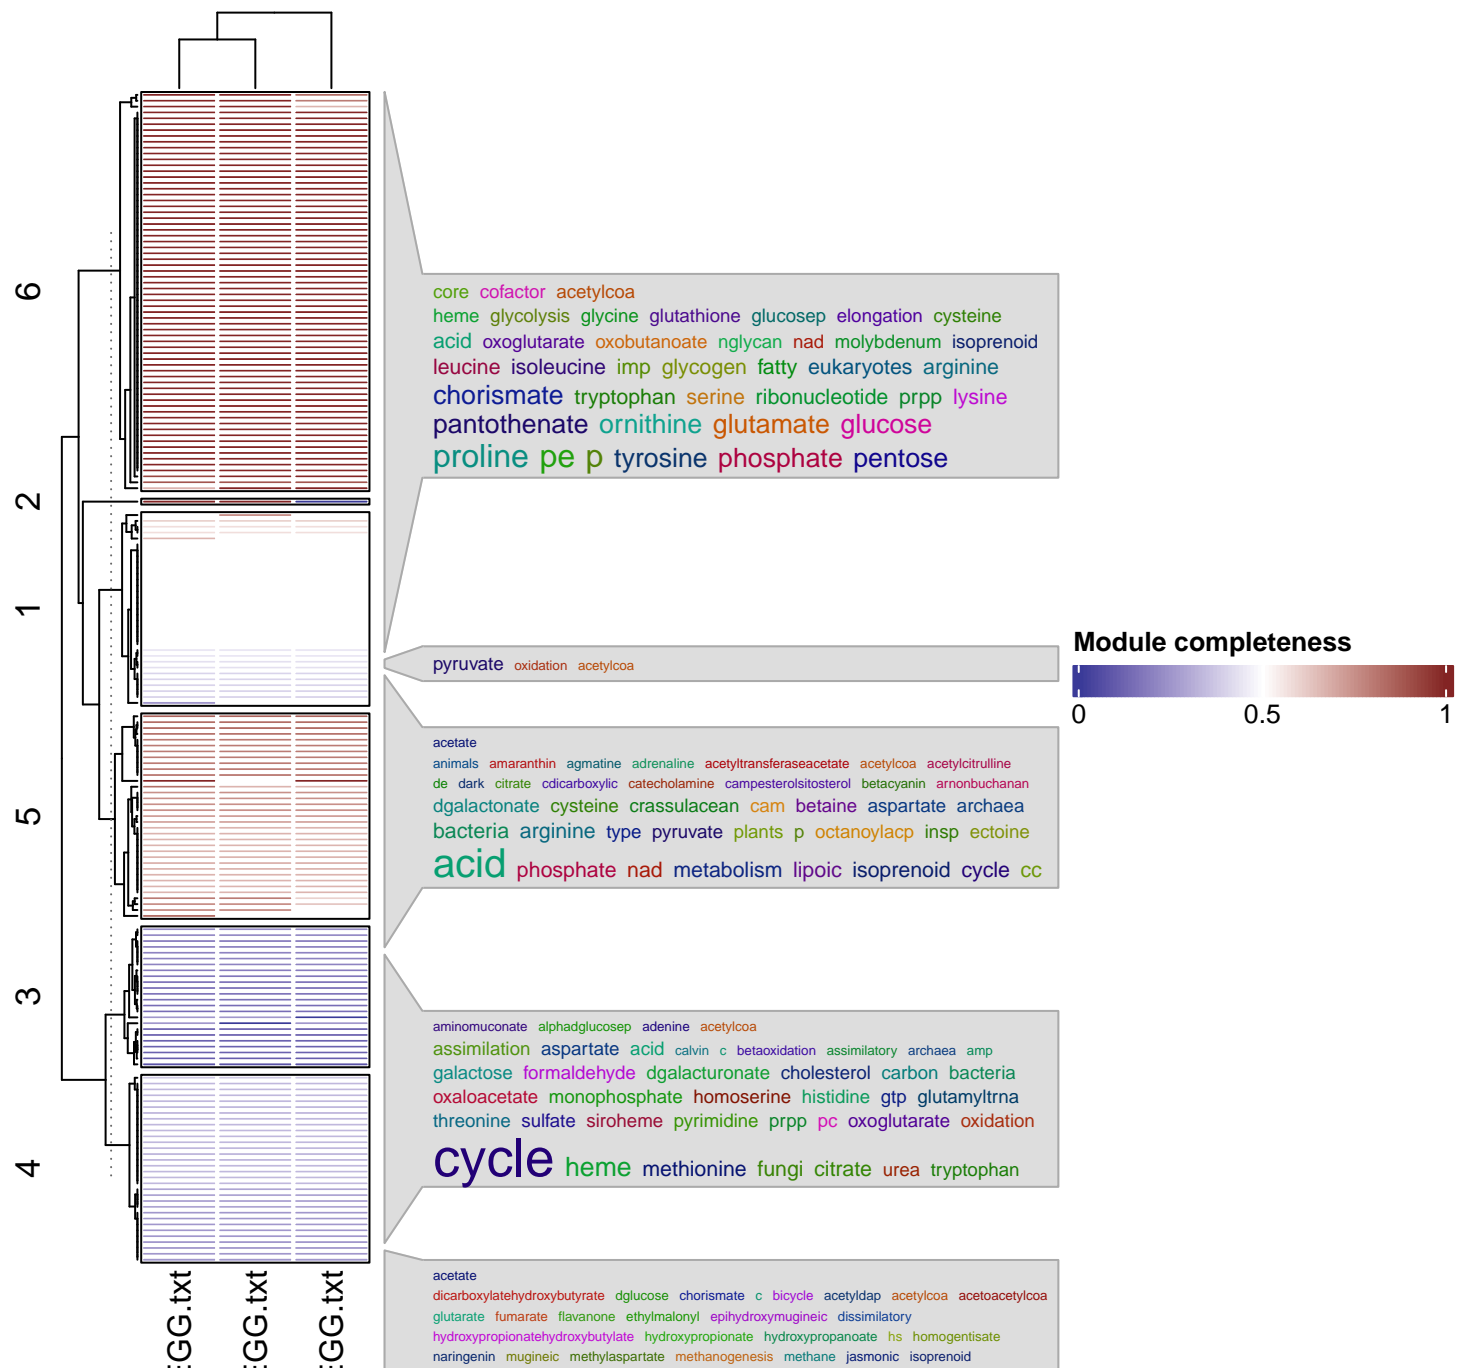 core cofactor acetylcoa
heme glycolysis glycine glutathione glucosep elongation cysteine
acid oxoglutarate oxobutanoate nglycan nad molybdenum isoprenoid
leucine isoleucine imp glycogen fatty eukaryotes arginine
chorismate tryptophan serine ribonucleotide prpp lysine
pantothenate ornithine glutamate glucose
proline pe p tyrosine phosphate pentose
6
2
1
5
3
4
pyruvate oxidation acetylcoa
Module completeness
0 0.5 1
acetate
animals amaranthin agmatine adrenaline acetyltransferaseacetate acetylcoa acetylcitrulline
de dark citrate cdicarboxylic catecholamine campesterolsitosterol betacyanin arnonbuchanan
dgalactonate cysteine crassulacean cam betaine aspartate archaea
bacteria arginine type pyruvate plants p octanoylacp insp ectoine
acid phosphate nad metabolism lipoic isoprenoid cycle cc
aminomuconate alphadglucosep adenine acetylcoa
assimilation aspartate acid calvin c betaoxidation assimilatory archaea amp
galactose formaldehyde dgalacturonate cholesterol carbon bacteria
oxaloacetate monophosphate homoserine histidine gtp glutamyltrna
threonine sulfate siroheme pyrimidine prpp pc oxoglutarate oxidation
cycle heme methionine fungi citrate urea tryptophan
acetate
dicarboxylatehydroxybutyrate dglucose chorismate c bicycle acetyldap acetylcoa acetoacetylcoa
glutarate fumarate flavanone ethylmalonyl epihydroxymugineic dissimilatory
hydroxypropionatehydroxybutylate hydroxypropionate hydroxypropanoate hs homogentisate
naringenin mugineic methylaspartate methanogenesis methane jasmonic isoprenoid
EGG.txt
EGG.txt
EGG.txt